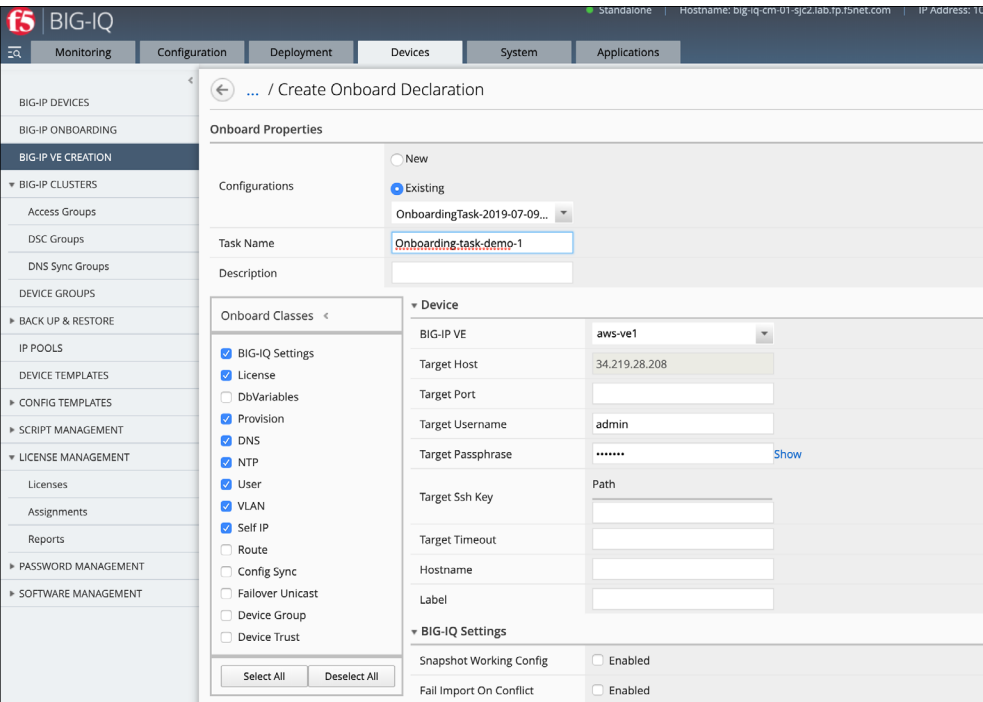 f5 BIG-IQ
Standalone | Hostname: big-iq-cm-01-sjc2.lab.fp.f5net.com | IP Address: 10
Monitoring Configuration Deployment Devices System Applications
BIG-IP DEVICES
BIG-IP ONBOARDING
BIG-IP VE CREATION
BIG-IP CLUSTERS
Access Groups
DSC Groups
DNS Sync Groups
DEVICE GROUPS
BACK UP & RESTORE
IP POOLS
DEVICE TEMPLATES
CONFIG TEMPLATES
SCRIPT MANAGEMENT
LICENSE MANAGEMENT
Licenses
Assignments
Reports
PASSWORD MANAGEMENT
SOFTWARE MANAGEMENT
... / Create Onboard Declaration
Onboard Properties
Configurations
New
Existing
OnboardingTask-2019-07-09...
Task Name
Onboarding-task-demo-1
Description
Onboard Classes
BIG-IQ Settings
License
DbVariables
Provision
DNS
NTP
User
VLAN
Self IP
Route
Config Sync
Failover Unicast
Device Group
Device Trust
Select All
Deselect All
Device
BIG-IP VE
aws-ve1
Target Host
34.219.28.208
Target Port
Target Username
admin
Target Passphrase
•••••••
Show
Target Ssh Key
Path
Target Timeout
Hostname
Label
BIG-IQ Settings
Snapshot Working Config
Enabled
Fail Import On Conflict
Enabled